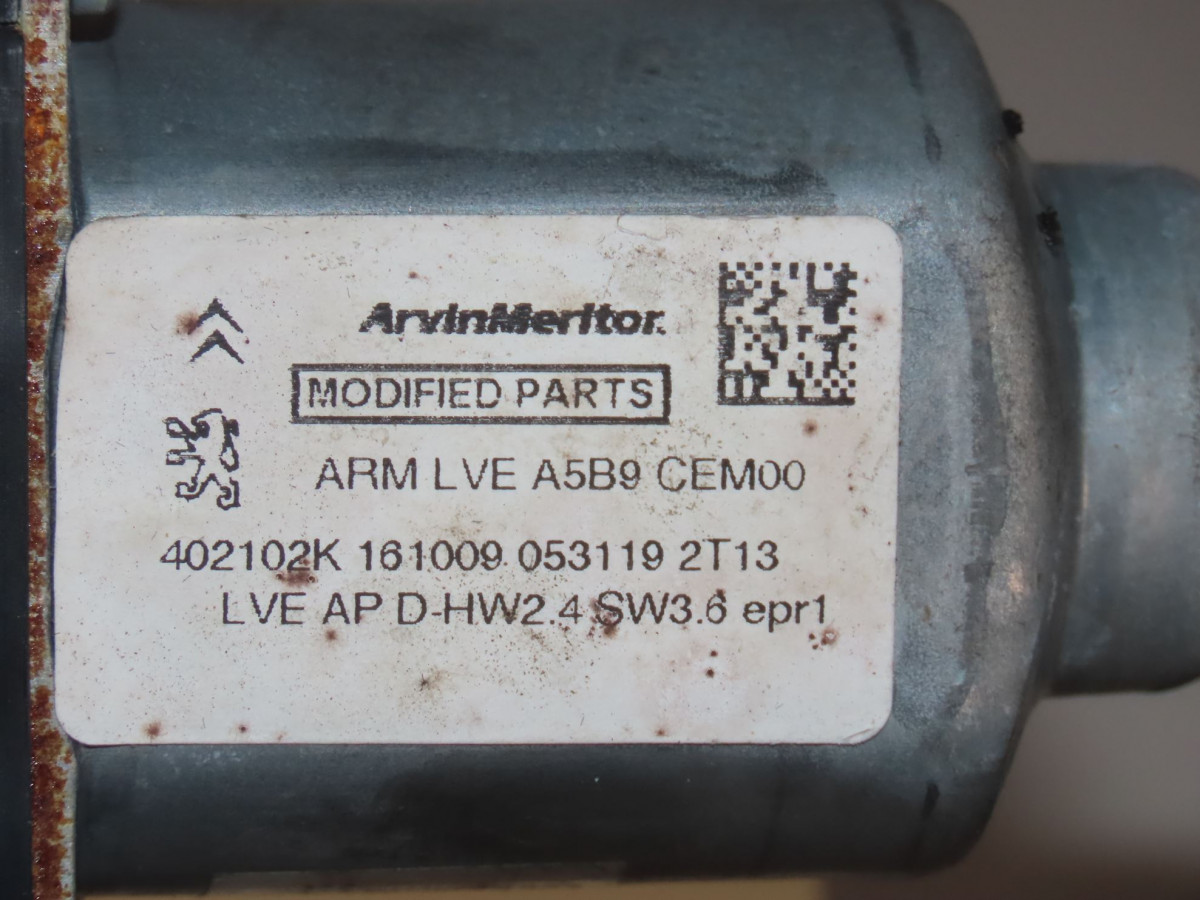 ArvinMeritor.
MODIFIED PARTS
ARM LVE A5B9 CEM00
402102K 161009 053119 2T13
LVE AP D-HW2.4 SW3.6 epr1